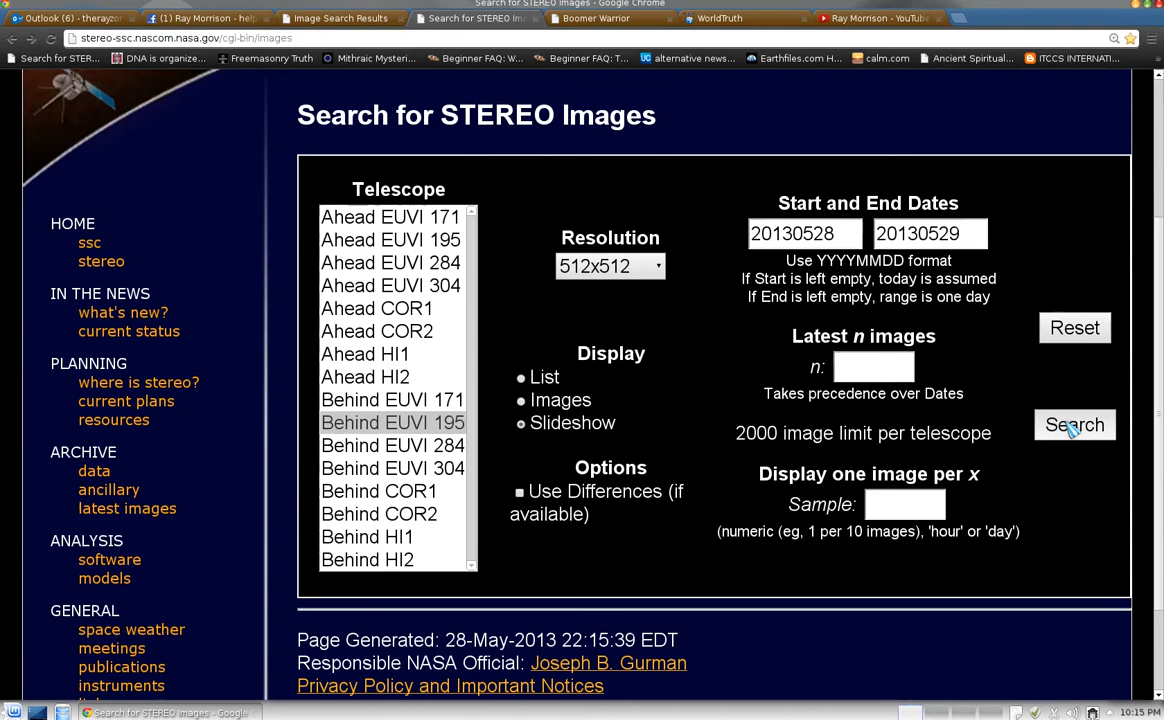 Search for STEREO Images - Google Chrome
Outlook (6) - therayzo
(1) Ray Morrison - help
Image Search Results
Search for STEREO Ima
Boomer Warrior
WorldTruth
Ray Morrison - YouTube
stereo-ssc.nascom.nasa.gov/cgi-bin/images
Search for STER...
DNA is organize...
Freemasonry Truth
Mithraic Mysteri...
Beginner FAQ: W...
Beginner FAQ: T...
alternative news...
Earthfiles.com H...
calm.com
Ancient Spiritual...
ITCCS INTERNATI...
Search for STEREO Images
HOME
ssc
stereo
IN THE NEWS
what's new?
current status
PLANNING
where is stereo?
current plans
resources
ARCHIVE
data
ancillary
latest images
ANALYSIS
software
models
GENERAL
space weather
meetings
publications
instruments
Telescope
Ahead EUVI 171
Ahead EUVI 195
Ahead EUVI 284
Ahead EUVI 304
Ahead COR1
Ahead COR2
Ahead HI1
Ahead HI2
Behind EUVI 171
Behind EUVI 195
Behind EUVI 284
Behind EUVI 304
Behind COR1
Behind COR2
Behind HI1
Behind HI2
Resolution
512x512
Display
List
Images
Slideshow
Options
Use Differences (if
available)
Start and End Dates
20130528 20130529
Use YYYYMMDD format
If Start is left empty, today is assumed
If End is left empty, range is one day
Latest n images
n:
Takes precedence over Dates
2000 image limit per telescope
Display one image per x
Sample:
(numeric (eg, 1 per 10 images), 'hour' or 'day')
Reset
Search
Page Generated: 28-May-2013 22:15:39 EDT
Responsible NASA Official: Joseph B. Gurman
Privacy Policy and Important Notices
Search for STEREO Images - Google
10:15 PM